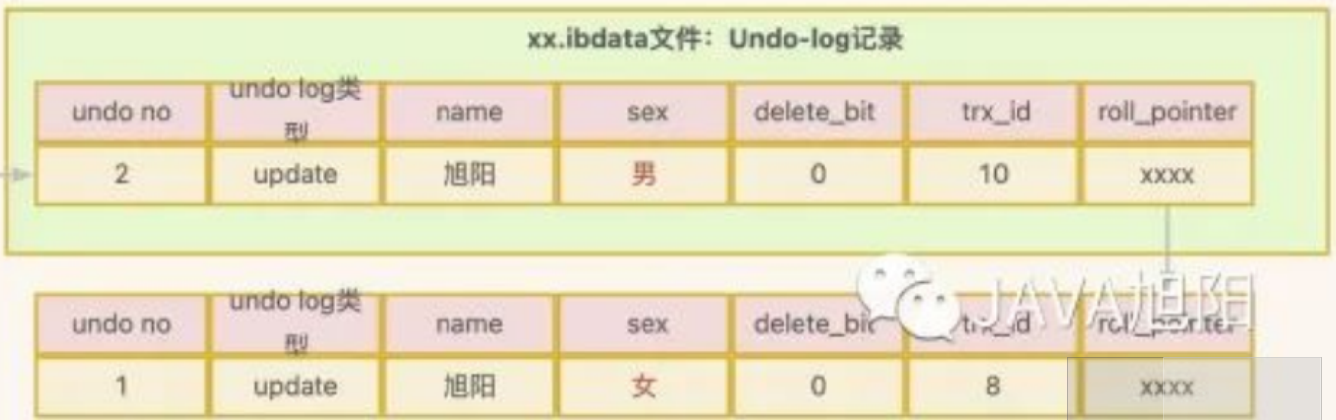 xx.ibdata文件：Undo-log记录
undo no undo log类型 name sex delete_bit trx_id roll_pointer
2 update 旭阳 男 0 10 xxxx
JAVA旭阳
undo no undo log类型 name sex delete_bit trx_id roll_pointer
1 update 旭阳 女 0 8 xxxx